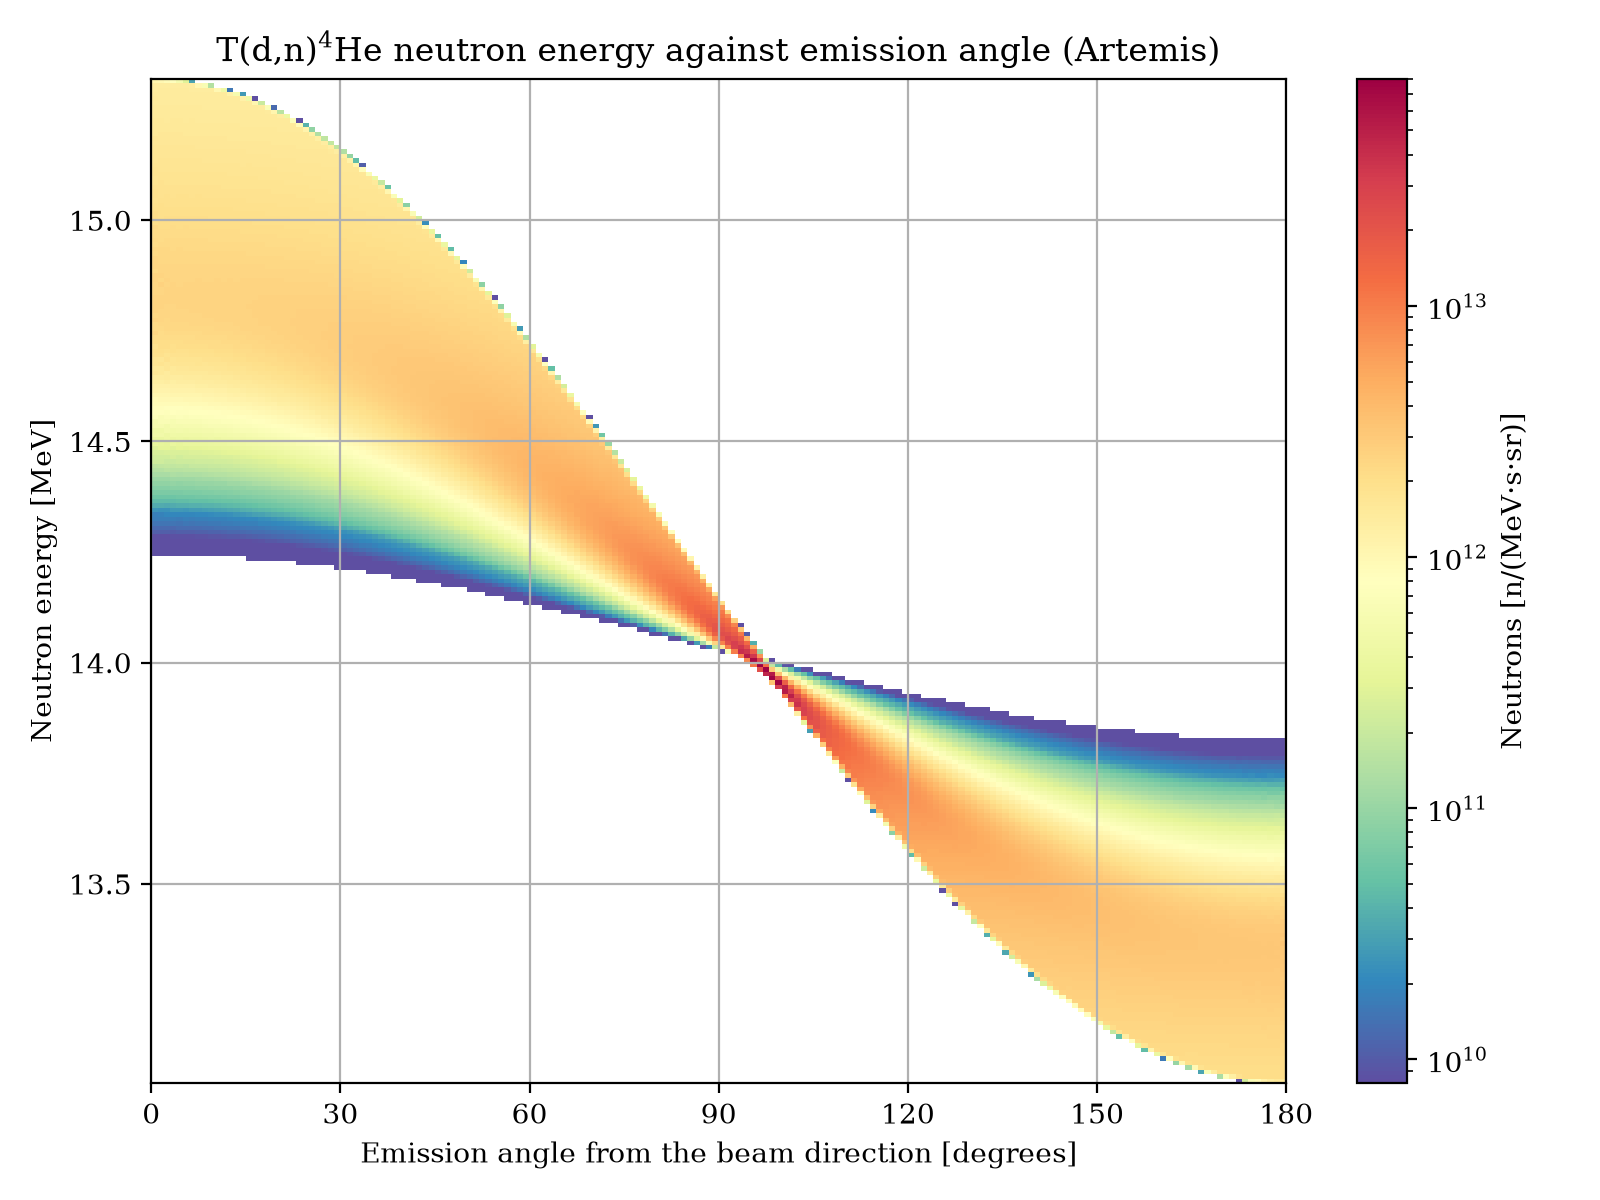 T(d,n)⁴He neutron energy against emission angle (Artemis)
Neutron energy [MeV]
15.0
14.5
14.0
13.5
0 30 60 90 120 150 180
Emission angle from the beam direction [degrees]
10¹³
10¹²
10¹¹
10¹⁰
Neutrons [n/(MeV·s·sr)]